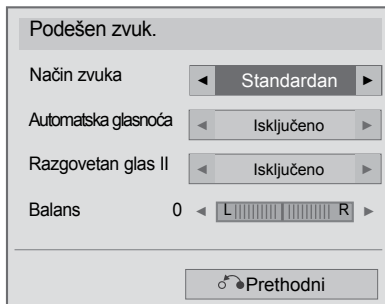 Podešen zvuk.
Način zvuka ◄ Standardan ►
Automatska glasnoća ◄ Isključeno ►
Razgovetan glas II ◄ Isključeno ►
Balans 0 ◄ L R ►
Prethodni